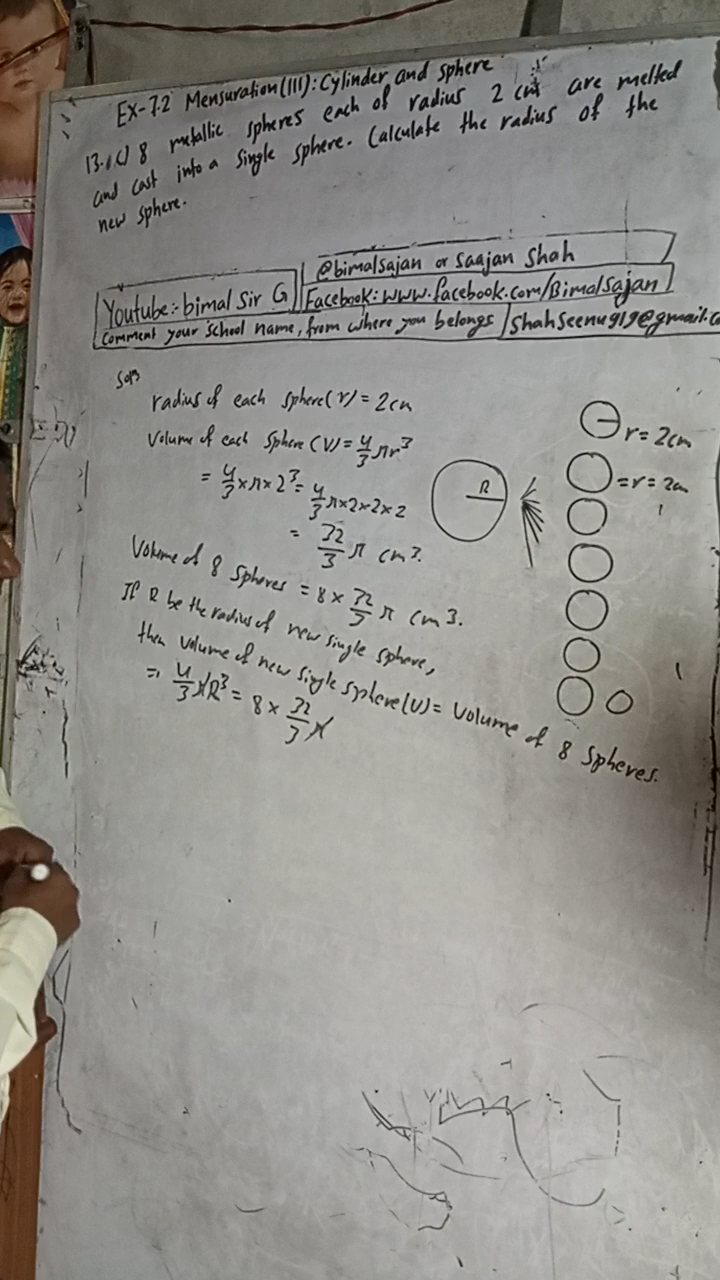 EX-7.2 Mensuration(III): Cylinder and sphere
13.(c) 8 metallic spheres each of radius 2 cm are melted
and cast into a single sphere. Calculate the radius of the
new sphere.
@bimalsajan or saajan shah
Youtube:- bimal sir G
Facebook: www.facebook.com/Bimalsajan
Comment your school name, from where you belongs
shahseenu919@gmail.c
Soln
radius of each sphere(r) = 2cm
Volume of each sphere (V) = 4/3 πr³
= 4/3 × π × 2³ = 4/3 π × 2 × 2 × 2
= 32/3 π cm³.
Volume of 8 spheres = 8 × 32/3 π cm3.
If R be the radius of new single sphere,
then volume of new single sphere(V) = Volume of 8 spheres.
⇒ 4/3 πR³ = 8 × 32/3 π
R
r = 2cm
= r = 2cm